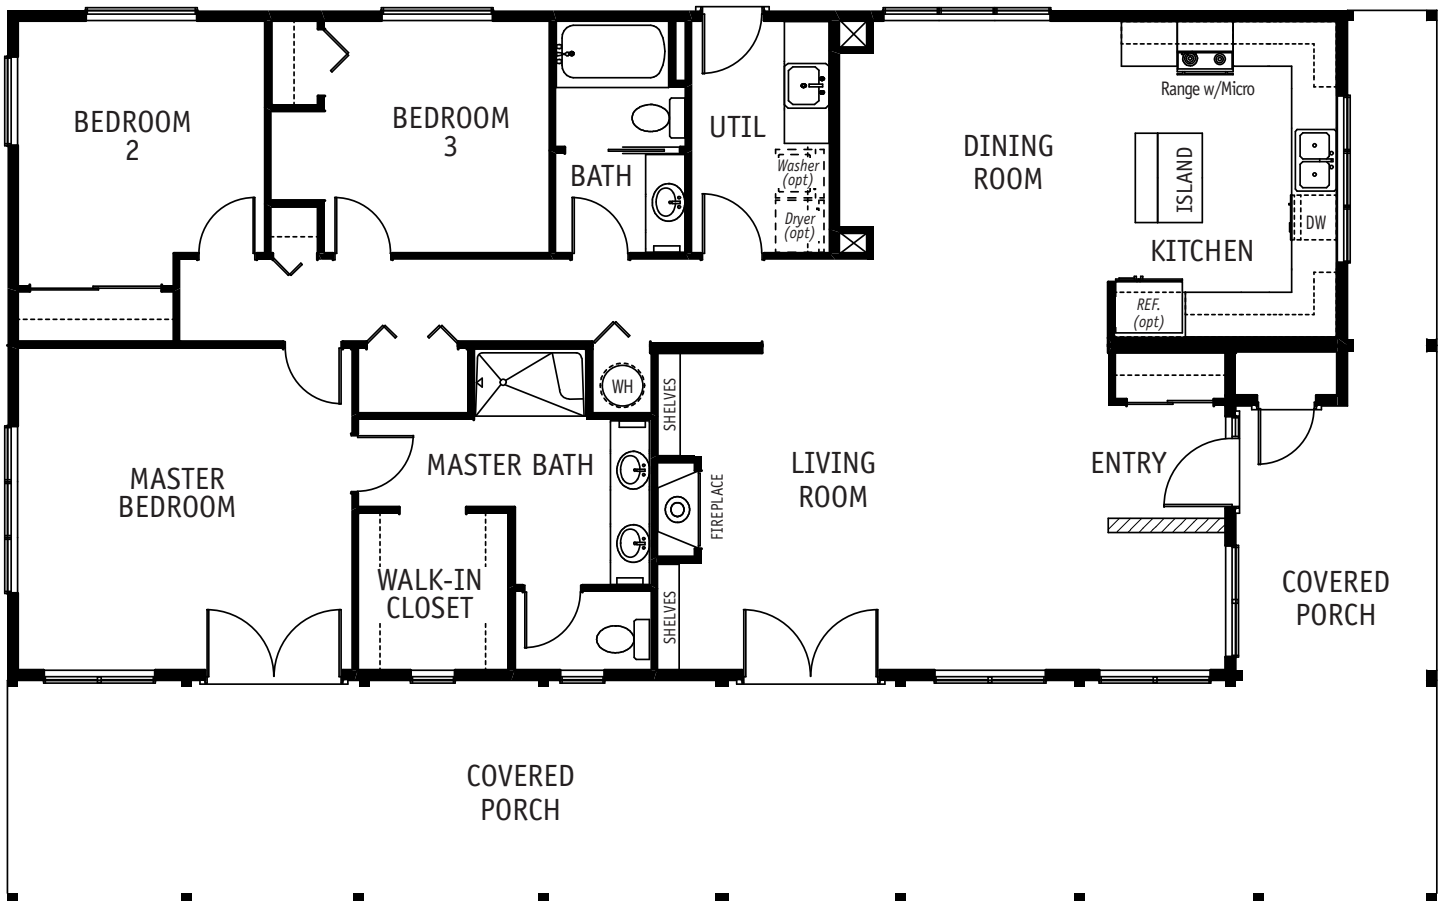 BEDROOM
2
BEDROOM
3
BATH
UTIL
Washer
(opt)
Dryer
(opt)
DINING
ROOM
Range w/Micro
ISLAND
DW
KITCHEN
REF.
(opt)
MASTER
BEDROOM
MASTER BATH
WH
SHELVES
FIREPLACE
SHELVES
WALK-IN
CLOSET
LIVING
ROOM
ENTRY
COVERED
PORCH
COVERED
PORCH